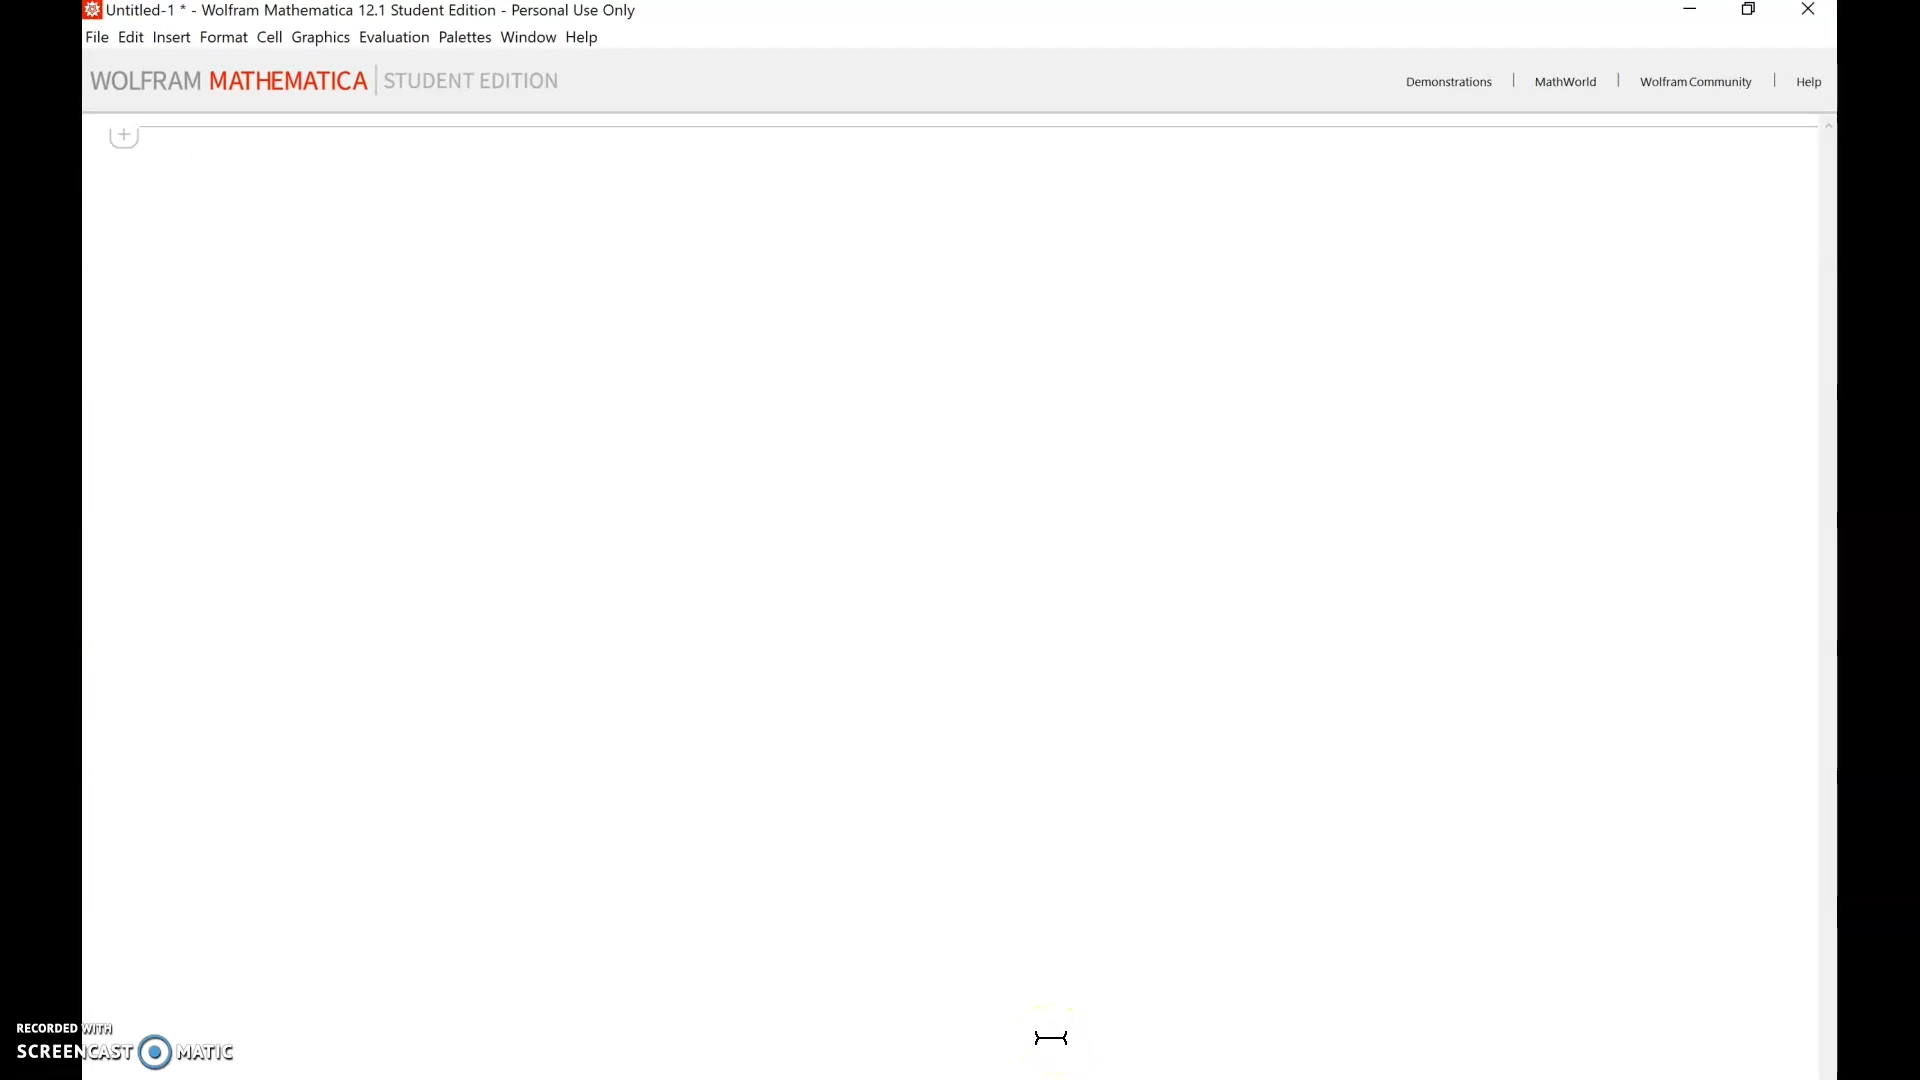 Untitled-1 * - Wolfram Mathematica 12.1 Student Edition - Personal Use Only
File Edit Insert Format Cell Graphics Evaluation Palettes Window Help
WOLFRAM MATHEMATICA | STUDENT EDITION
Demonstrations | MathWorld | Wolfram Community | Help
RECORDED WITH
SCREENCAST MATIC